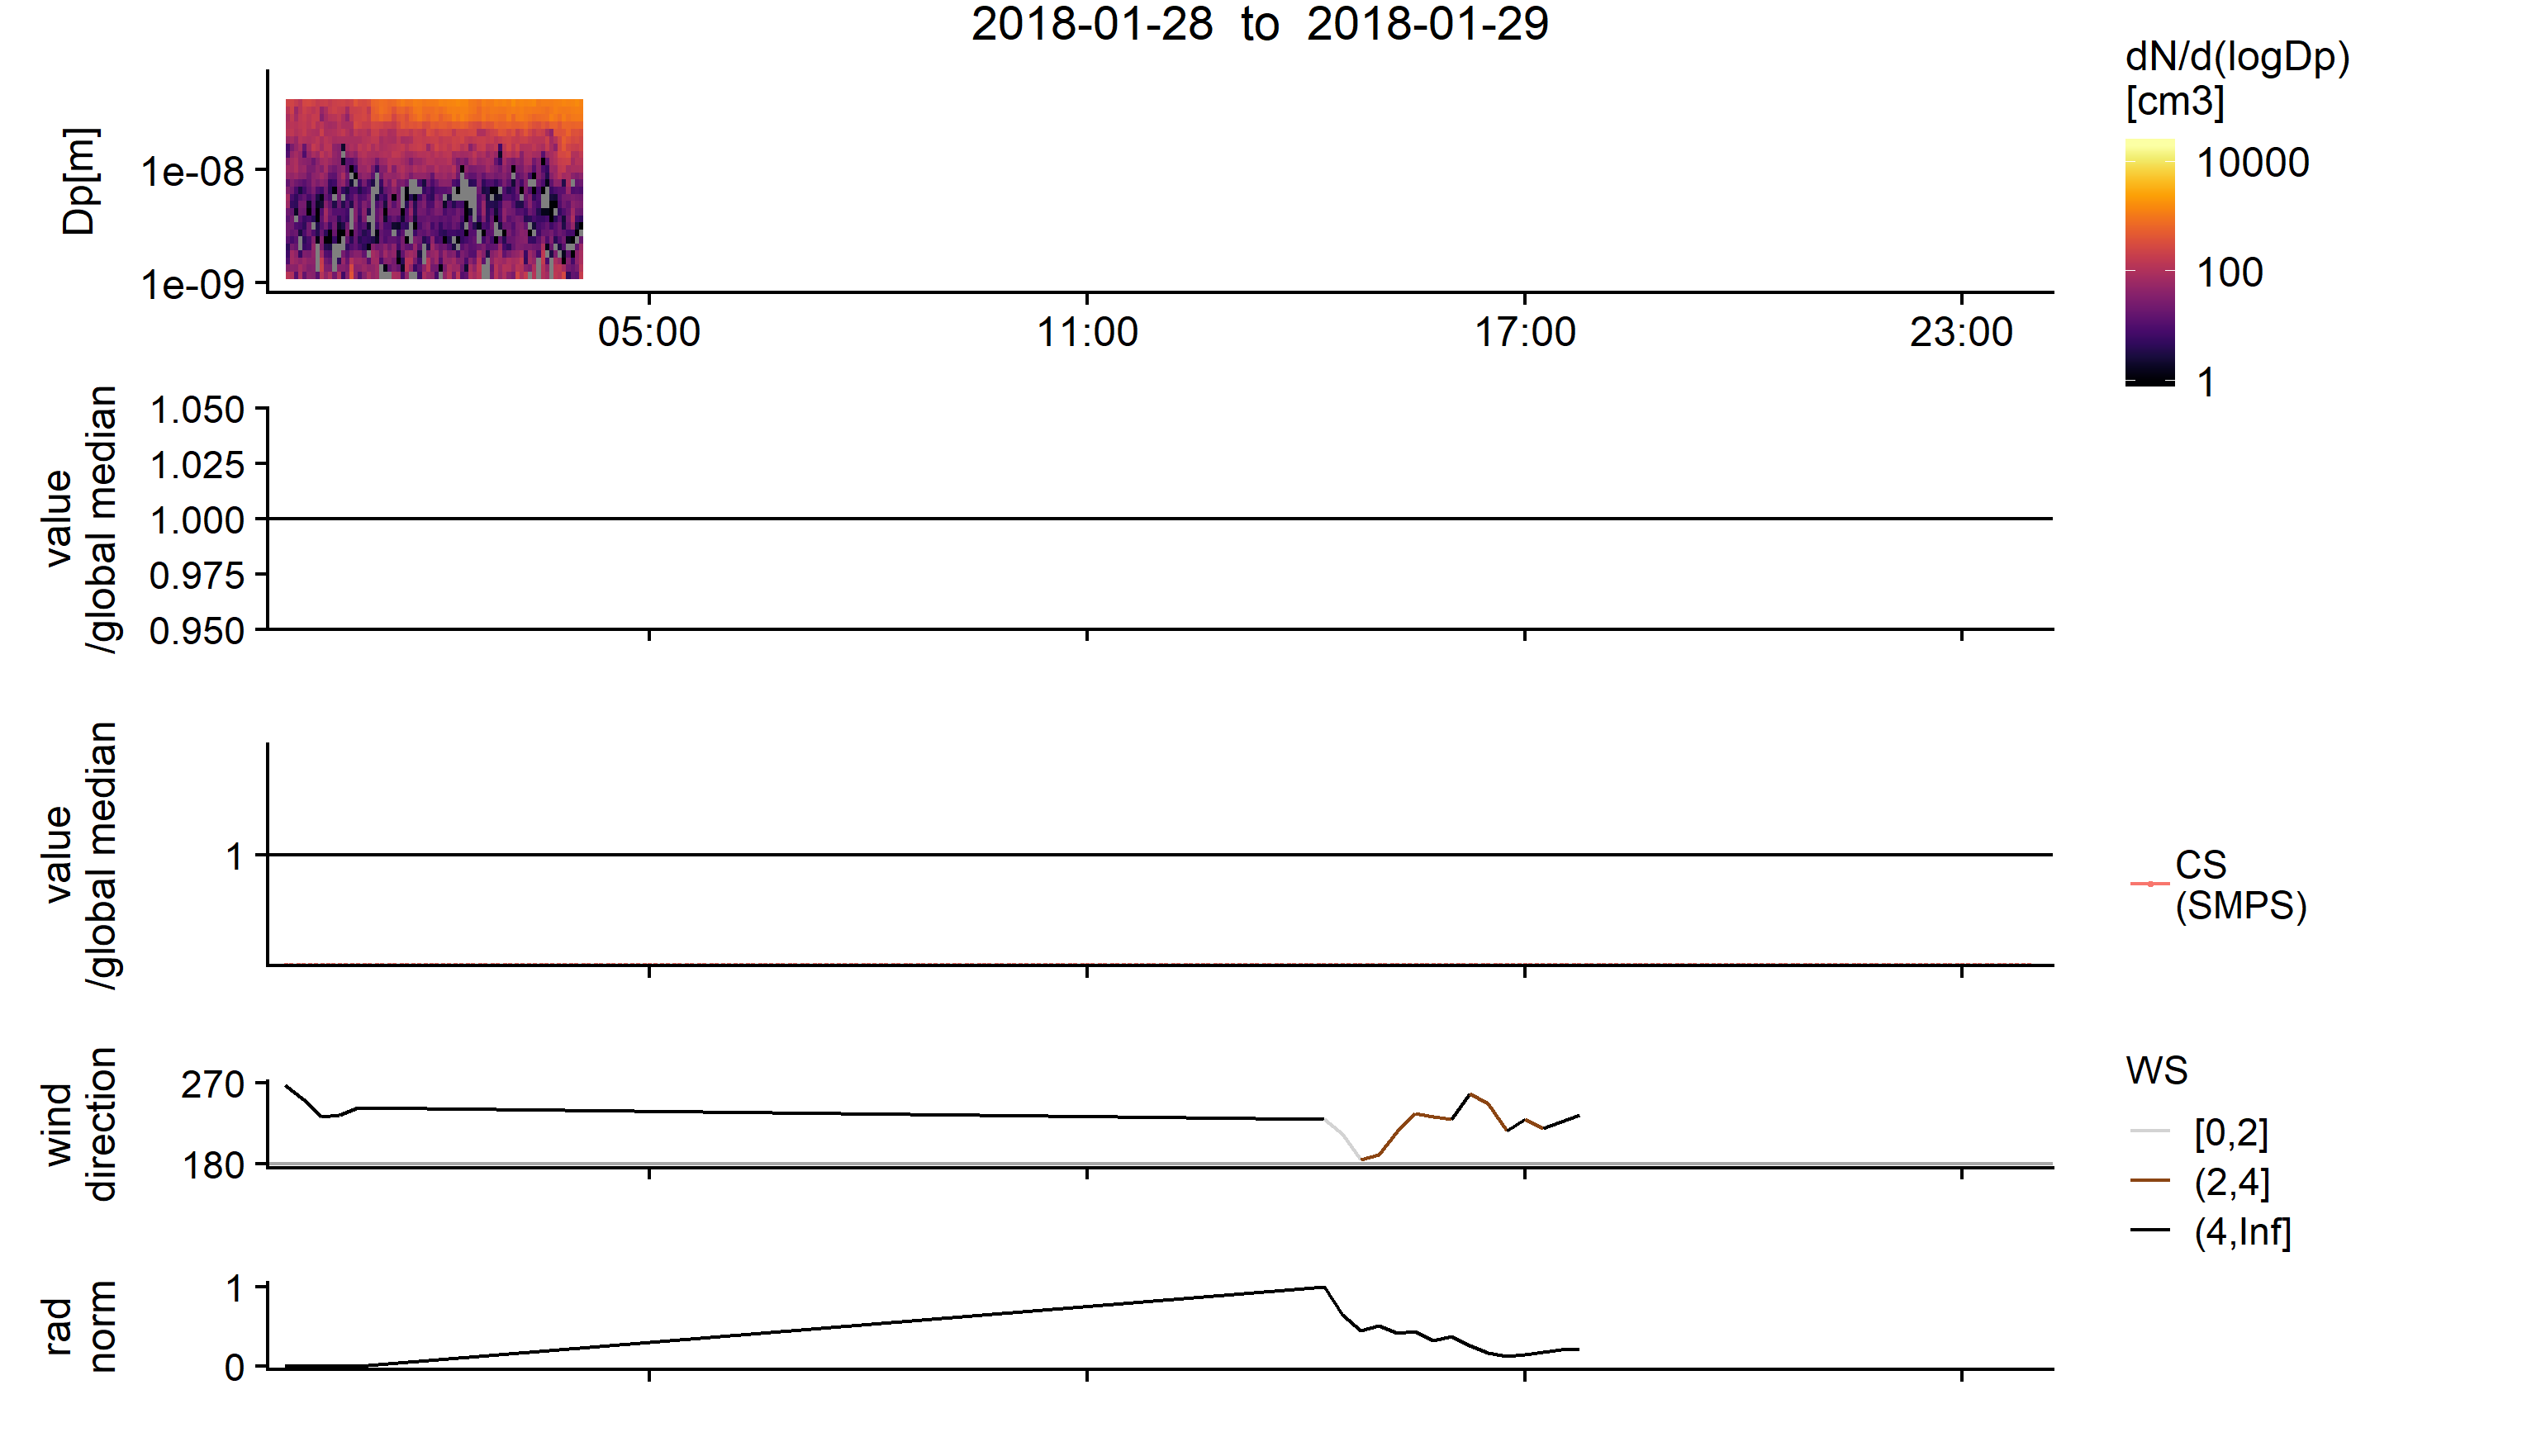 2018-01-28  to  2018-01-29
dN/d(logDp)
[cm3]
10000
100
1
Dp[m]
1e-08
1e-09
05:00
11:00
17:00
23:00
value
/global median
1.050
1.025
1.000
0.975
0.950
value
/global median
1
CS
(SMPS)
wind
direction
270
180
WS
[0,2]
(2,4]
(4,Inf]
rad
norm
1
0